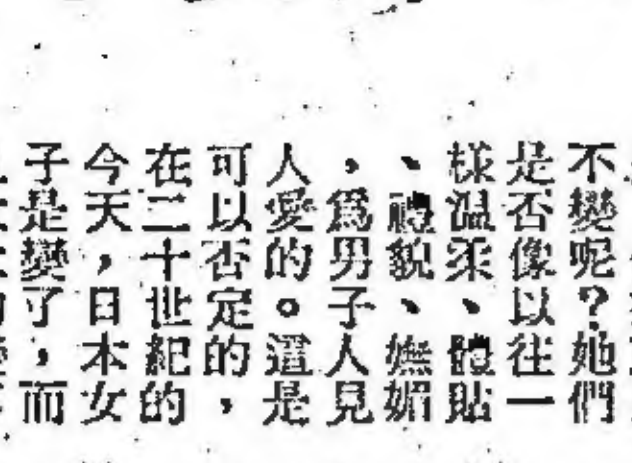 不變呢？她們
是否像以往一
樣溫柔、體貼
、禮貌、嫵媚
，爲男子人見
人愛的。這是
可以否定的，
在二十世紀的
今天，日本女
子是變了，而